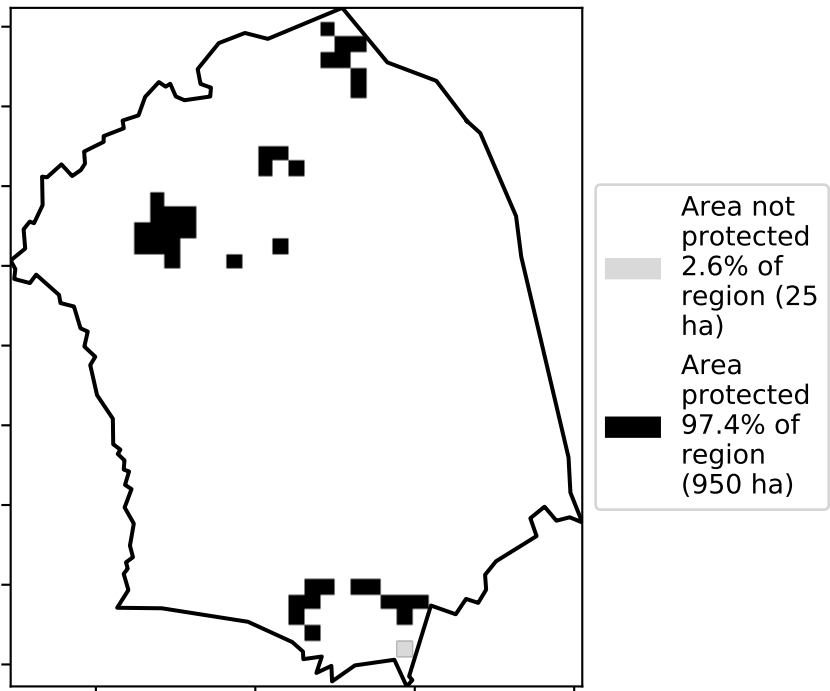 Area not
protected
2.6% of
region (25
ha)
Area
protected
97.4% of
region
(950 ha)